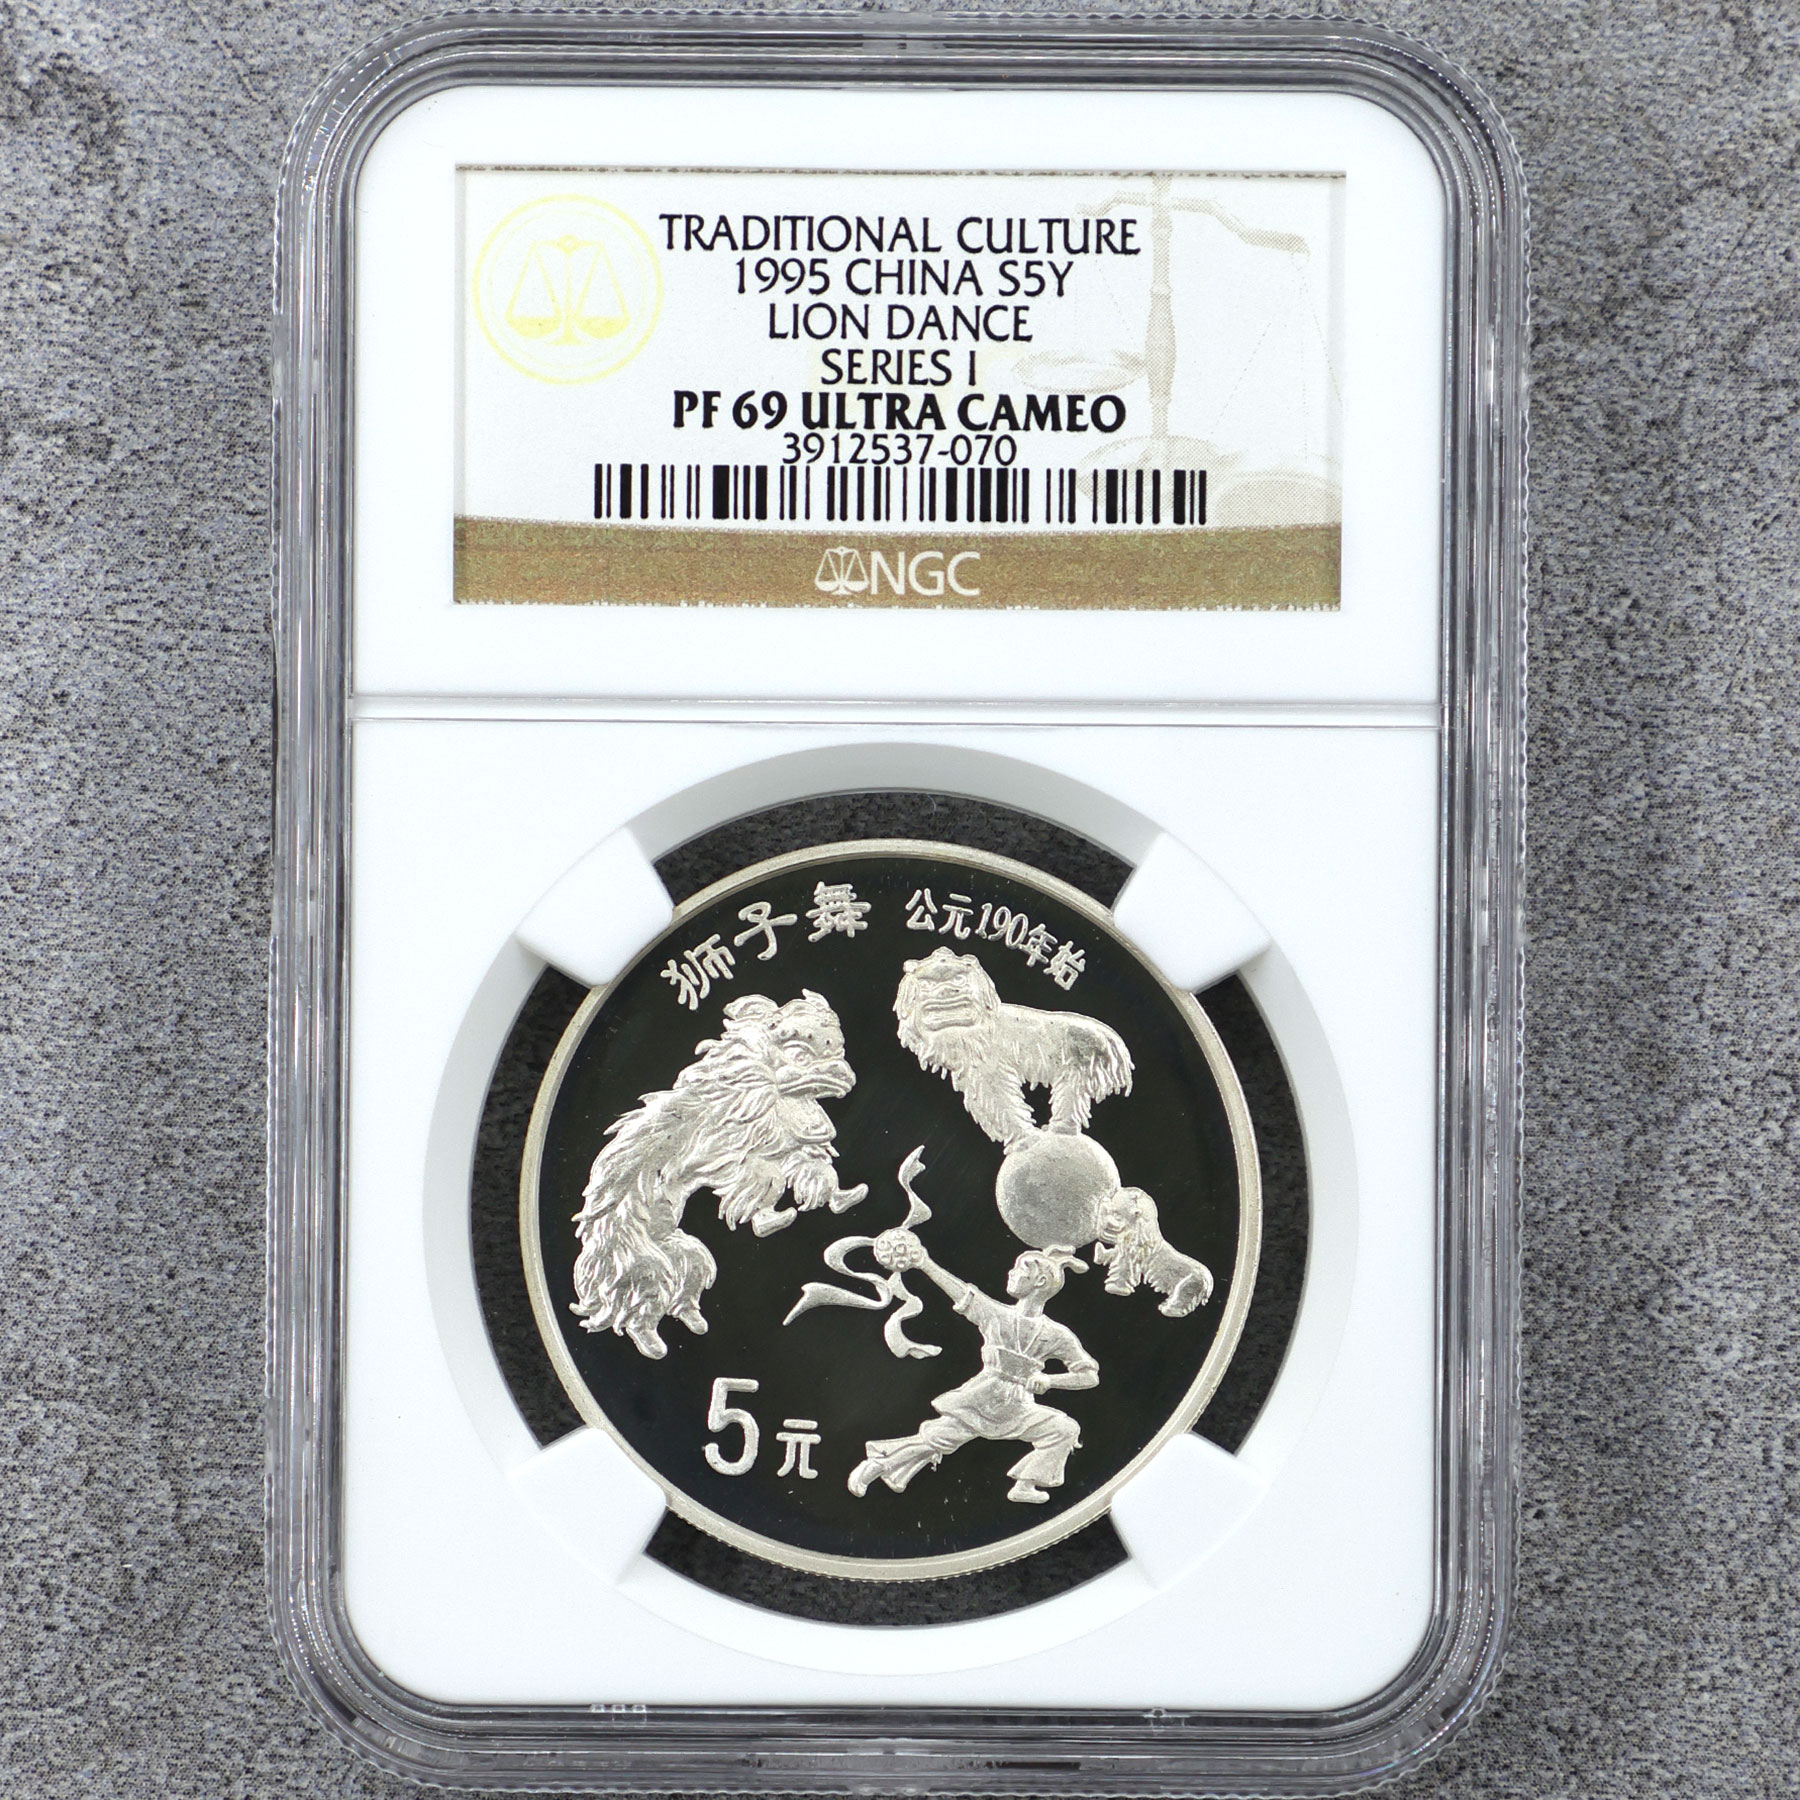 TRADITIONAL CULTURE
1995 CHINA S5Y
LION DANCE
SERIES I
PF 69 ULTRA CAMEO
3912537-070
NGC
狮子舞 公元190年始
5元